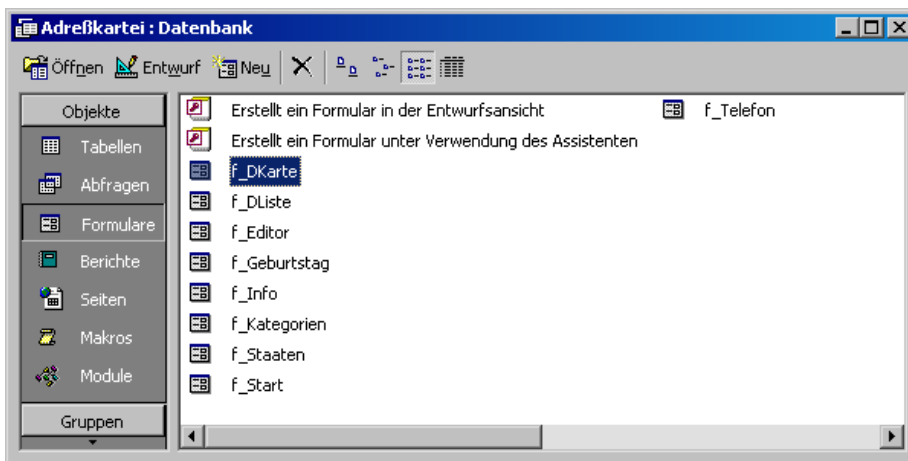 Adreßkartei : Datenbank
Öffnen Entwurf Neu
Objekte
Tabellen
Abfragen
Formulare
Berichte
Seiten
Makros
Module
Gruppen
Erstellt ein Formular in der Entwurfsansicht
Erstellt ein Formular unter Verwendung des Assistenten
f_DKarte
f_DListe
f_Editor
f_Geburtstag
f_Info
f_Kategorien
f_Staaten
f_Start
f_Telefon